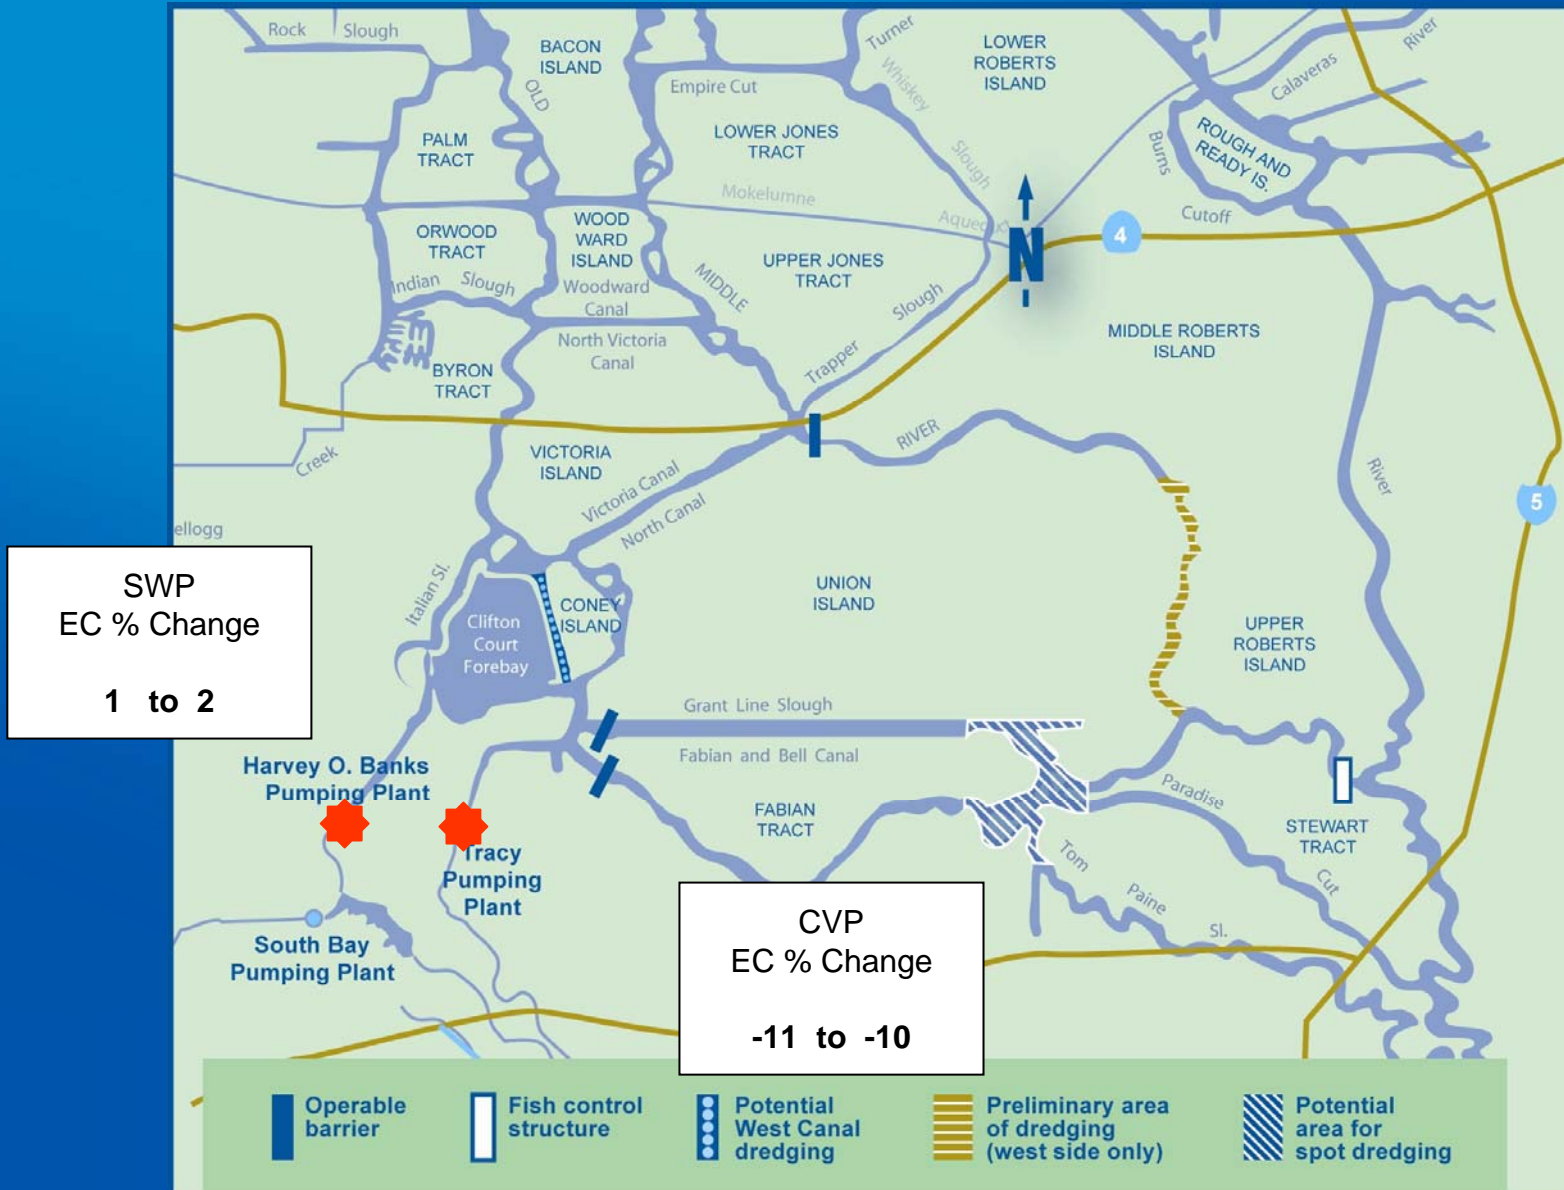 Rock Slough
BACON
ISLAND
OLD
Turner
LOWER
ROBERTS
ISLAND
River
Calaveras
Empire Cut
Whiskey
Slough
PALM
TRACT
LOWER JONES
TRACT
Burns
ROUGH AND
READY IS.
Mokelumne
Aqueduct
Cutoff
ORWOOD
TRACT
WOOD
WARD
ISLAND
4
N
Indian Slough
Woodward
Canal
MIDDLE
UPPER JONES
TRACT
Slough
Trapper
North Victoria
Canal
MIDDLE ROBERTS
ISLAND
BYRON
TRACT
RIVER
Creek
VICTORIA
ISLAND
Victoria Canal
North Canal
River
5
ellogg
SWP
EC % Change
1 to 2
Italian Sl.
Clifton
Court
Forebay
CONEY
ISLAND
UNION
ISLAND
UPPER
ROBERTS
ISLAND
Grant Line Slough
Fabian and Bell Canal
Harvey O. Banks
Pumping Plant
Paradise
Cut
FABIAN
TRACT
STEWART
TRACT
Tracy
Pumping
Plant
Tom
Paine
Sl.
South Bay
Pumping Plant
CVP
EC % Change
-11 to -10
Operable
barrier
Fish control
structure
Potential
West Canal
dredging
Preliminary area
of dredging
(west side only)
Potential
area for
spot dredging